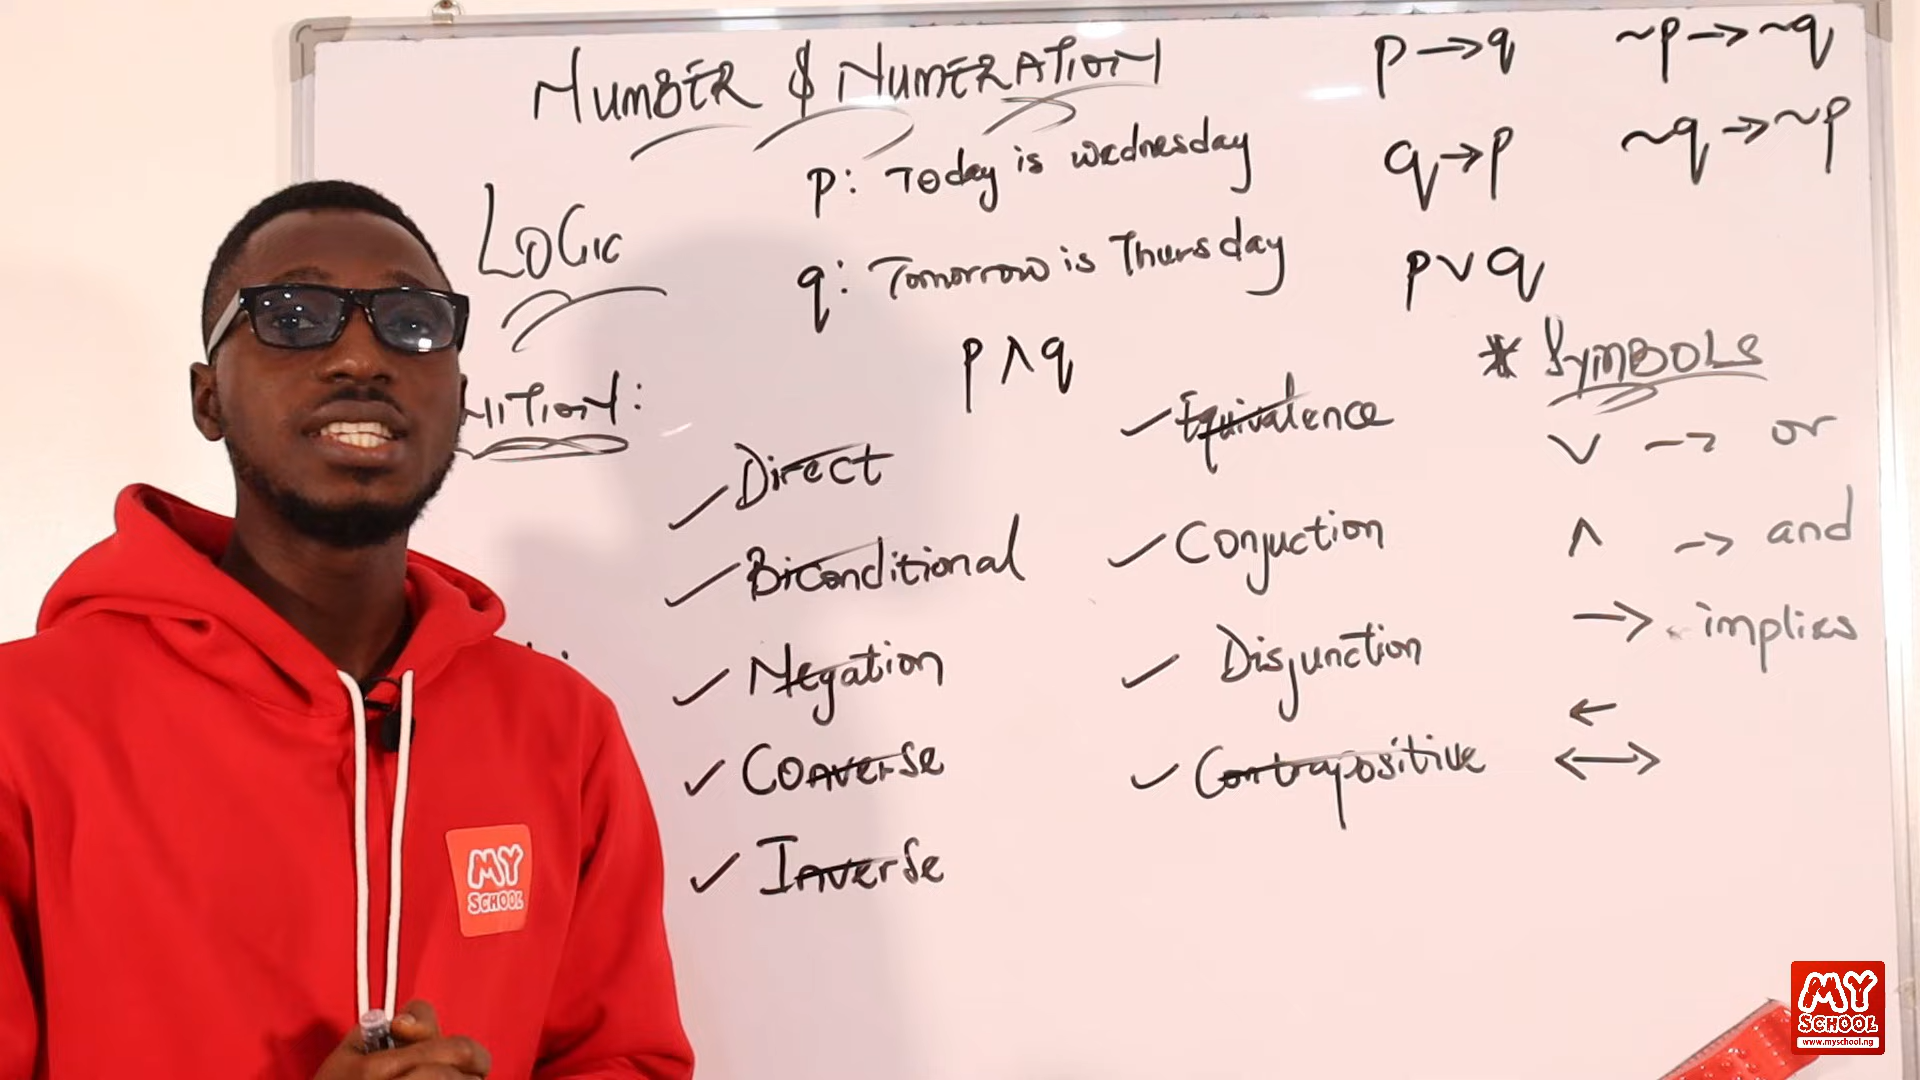 NUMBER & NUMERATION
p → q
~p → ~q
q → p
~q → ~p
p: Today is wednesday
LOGIC
q: Tomorrow is Thursday
p ∨ q
p ∧ q
* SYMBOLS
NITION:
✓ Equivalence
∨ → or
✓ Direct
✓ Conjuction
∧ → and
✓ Biconditional
✓ Disjunction
→ implies
✓ Negation
←
✓ Contrapositive
↔
✓ Converse
✓ Inverse
MY
SCHOOL
MY
SCHOOL
www.myschool.ng